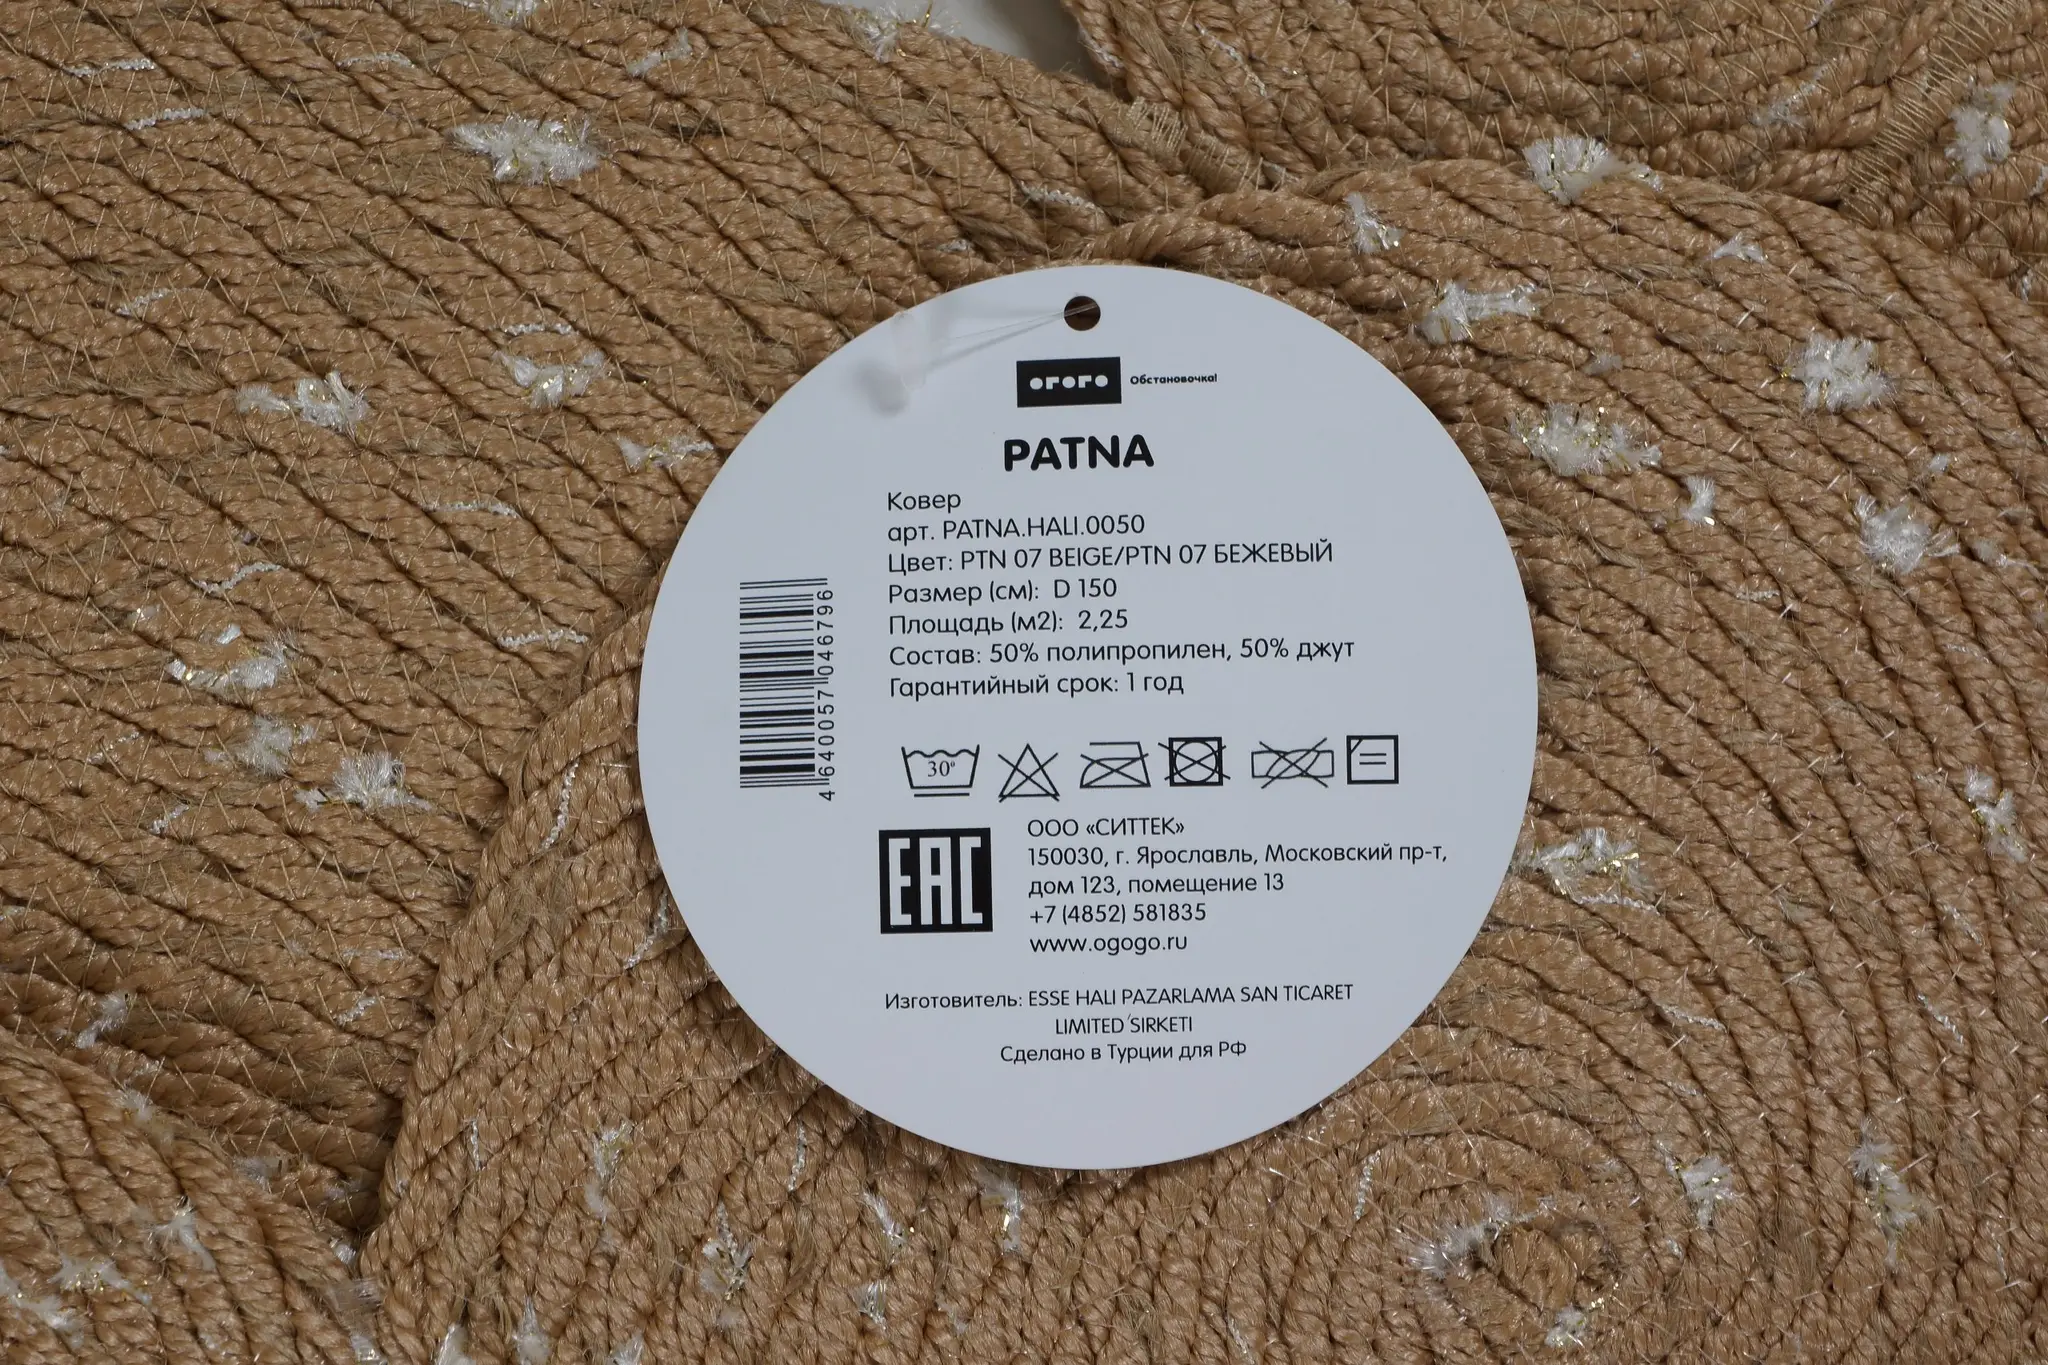 ОГОГО Обстановочка!
PATNA
Ковер
арт. PATNA.HALI.0050
Цвет: PTN 07 BEIGE/PTN 07 БЕЖЕВЫЙ
Размер (см): D 150
Площадь (м2): 2,25
Состав: 50% полипропилен, 50% джут
Гарантийный срок: 1 год
4640057046796
30°
EAC
ООО «СИТТЕК»
150030, г. Ярославль, Московский пр-т,
дом 123, помещение 13
+7 (4852) 581835
www.ogogo.ru
Изготовитель: ESSE HALI PAZARLAMA SAN TICARET
LIMITED SIRKETI
Сделано в Турции для РФ